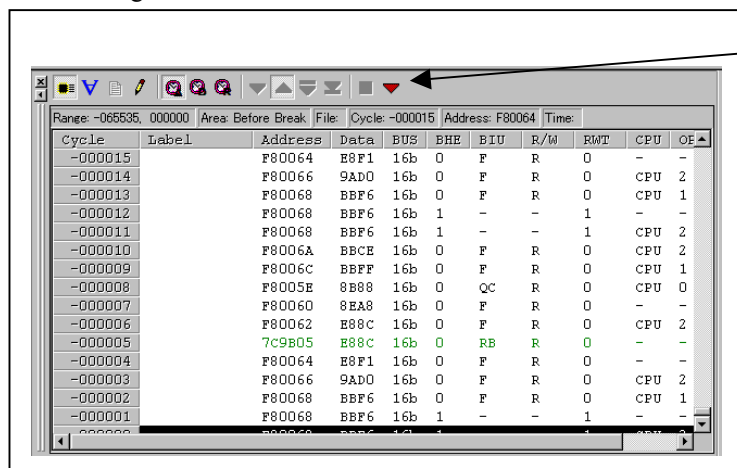 Range: -065535, 000000 Area: Before Break File: Cycle: -000015 Address: F80064 Time:
Cycle Label Address Data BUS BHE BIU R/W RWT CPU
-000015 F80064 E8F1 16b 0 F R 0 - -
-000014 F80066 9AD0 16b 0 F R 0 CPU 2
-000013 F80068 BBF6 16b 0 F R 0 CPU 1
-000012 F80068 BBF6 16b 1 - - 1 - -
-000011 F80068 BBF6 16b 1 - - 1 CPU 2
-000010 F8006A BBCE 16b 0 F R 0 CPU 2
-000009 F8006C BBFF 16b 0 F R 0 CPU 1
-000008 F8005E 8B88 16b 0 QC R 0 CPU 0
-000007 F80060 8EA8 16b 0 F R 0 - -
-000006 F80062 E88C 16b 0 F R 0 CPU 2
-000005 7C9B05 E88C 16b 0 RB R 0 - -
-000004 F80064 E8F1 16b 0 F R 0 - -
-000003 F80066 9AD0 16b 0 F R 0 CPU 2
-000002 F80068 BBF6 16b 0 F R 0 CPU 1
-000001 F80068 BBF6 16b 1 - - 1 - -